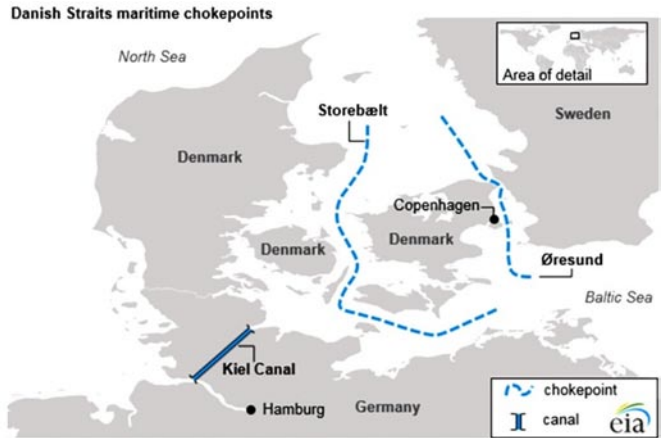 Danish Straits maritime chokepoints
North Sea
Area of detail
Storebælt
Sweden
Denmark
Copenhagen
Denmark
Denmark
Øresund
Baltic Sea
Kiel Canal
Hamburg
Germany
chokepoint
canal
eia